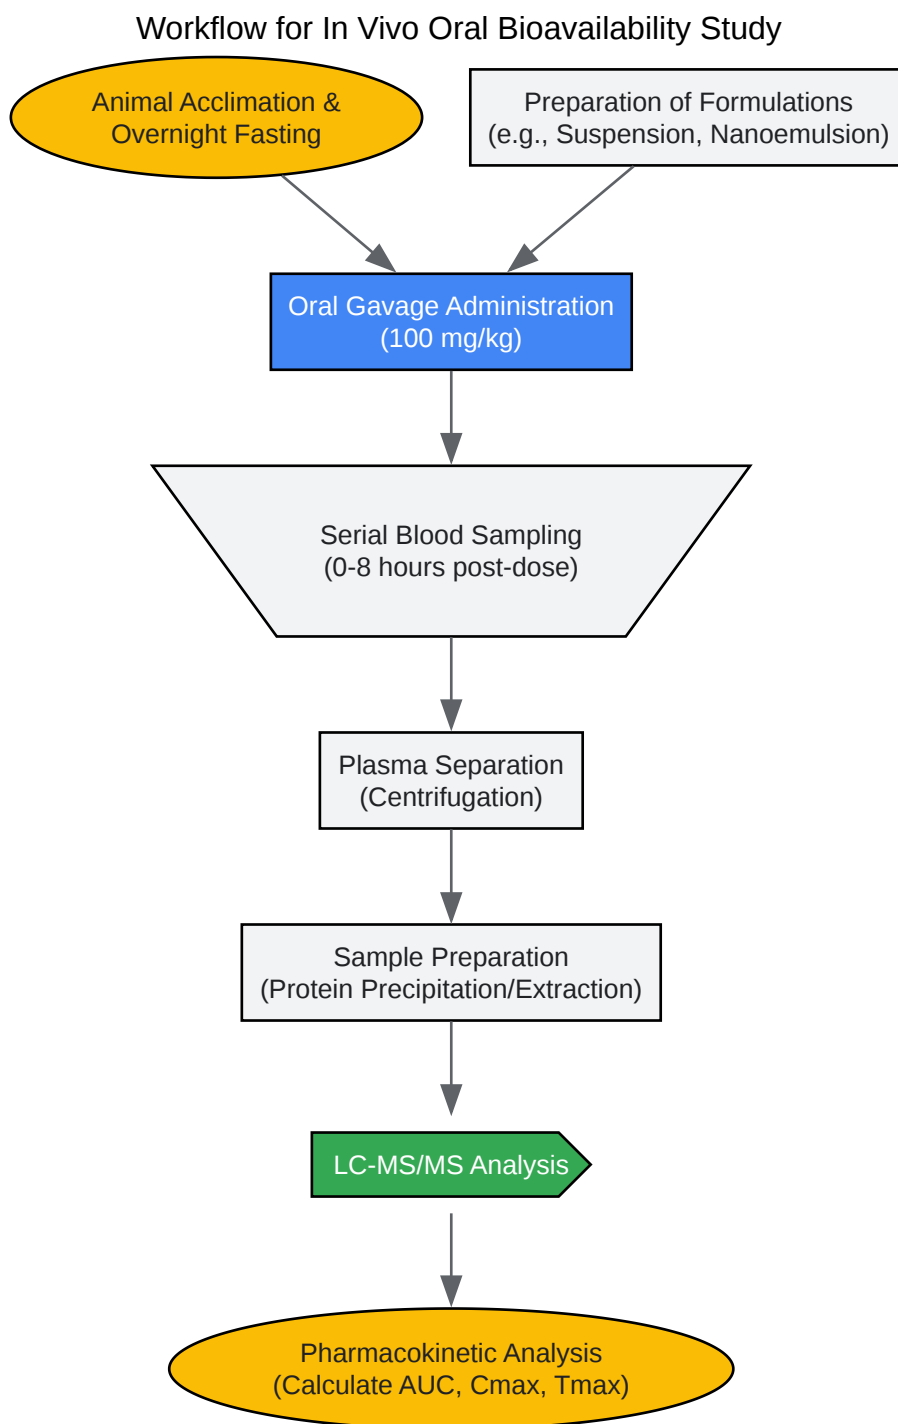 Workflow for In Vivo Oral Bioavailability Study
Animal Acclimation &
Overnight Fasting
Preparation of Formulations
(e.g., Suspension, Nanoemulsion)
Oral Gavage Administration
(100 mg/kg)
Serial Blood Sampling
(0-8 hours post-dose)
Plasma Separation
(Centrifugation)
Sample Preparation
(Protein Precipitation/Extraction)
LC-MS/MS Analysis
Pharmacokinetic Analysis
(Calculate AUC, Cmax, Tmax)